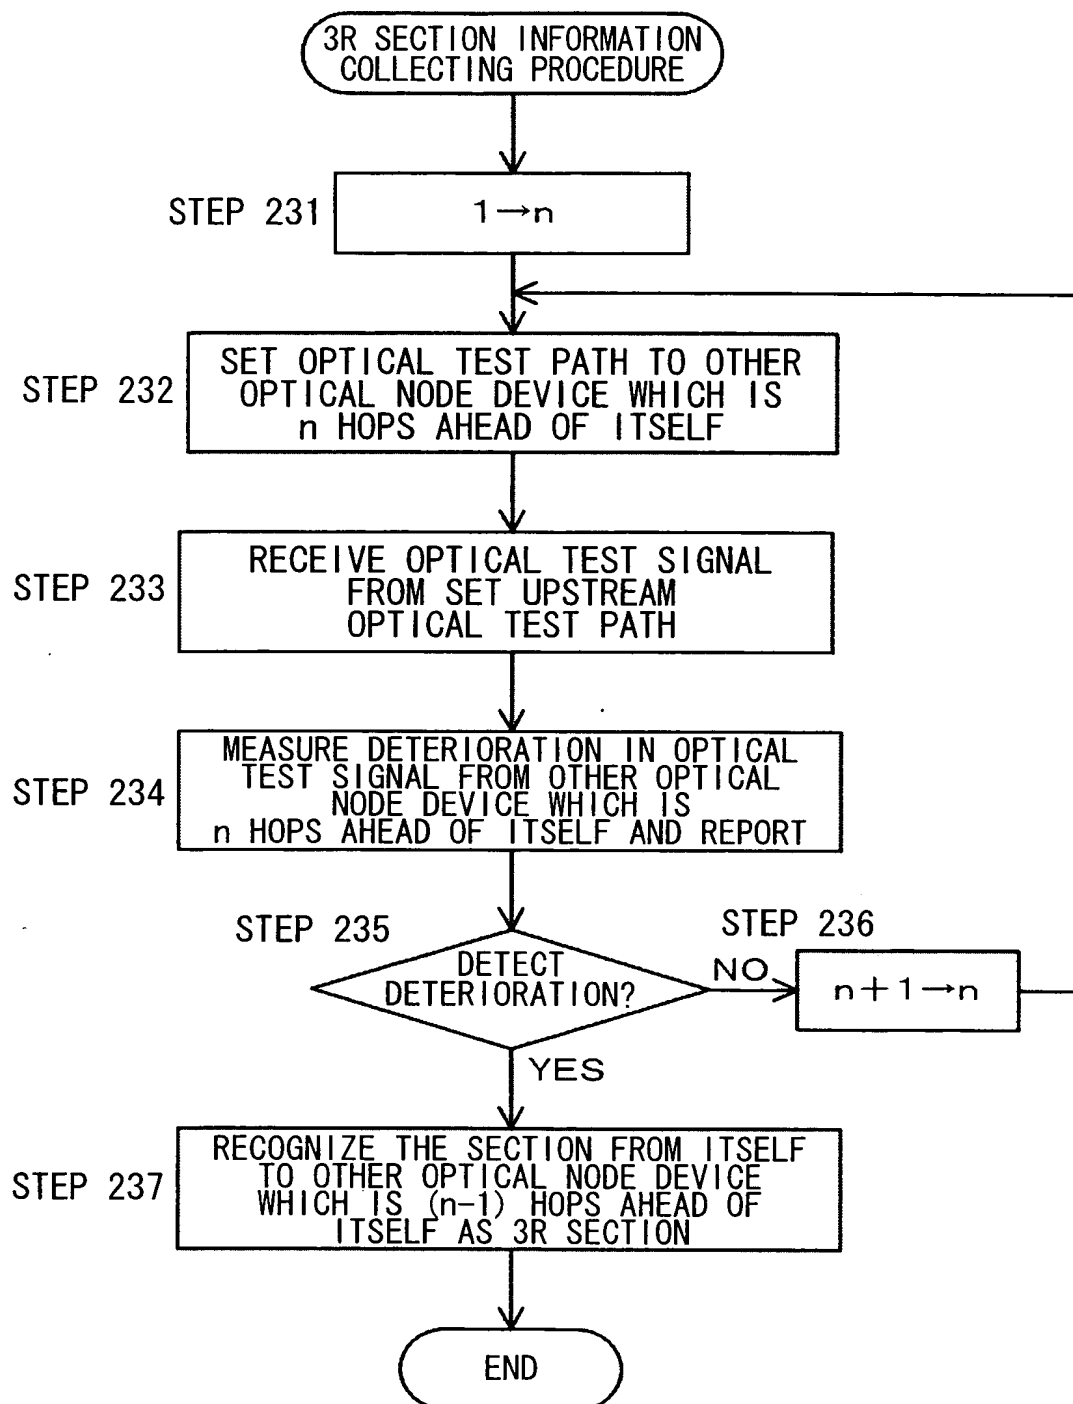 3R SECTION INFORMATION
COLLECTING PROCEDURE
STEP 231
1→n
STEP 232
SET OPTICAL TEST PATH TO OTHER
OPTICAL NODE DEVICE WHICH IS
n HOPS AHEAD OF ITSELF
STEP 233
RECEIVE OPTICAL TEST SIGNAL
FROM SET UPSTREAM
OPTICAL TEST PATH
STEP 234
MEASURE DETERIORATION IN OPTICAL
TEST SIGNAL FROM OTHER OPTICAL
NODE DEVICE WHICH IS
n HOPS AHEAD OF ITSELF AND REPORT
STEP 235
DETECT
DETERIORATION?
NO
STEP 236
n+1→n
YES
STEP 237
RECOGNIZE THE SECTION FROM ITSELF
TO OTHER OPTICAL NODE DEVICE
WHICH IS (n-1) HOPS AHEAD OF
ITSELF AS 3R SECTION
END